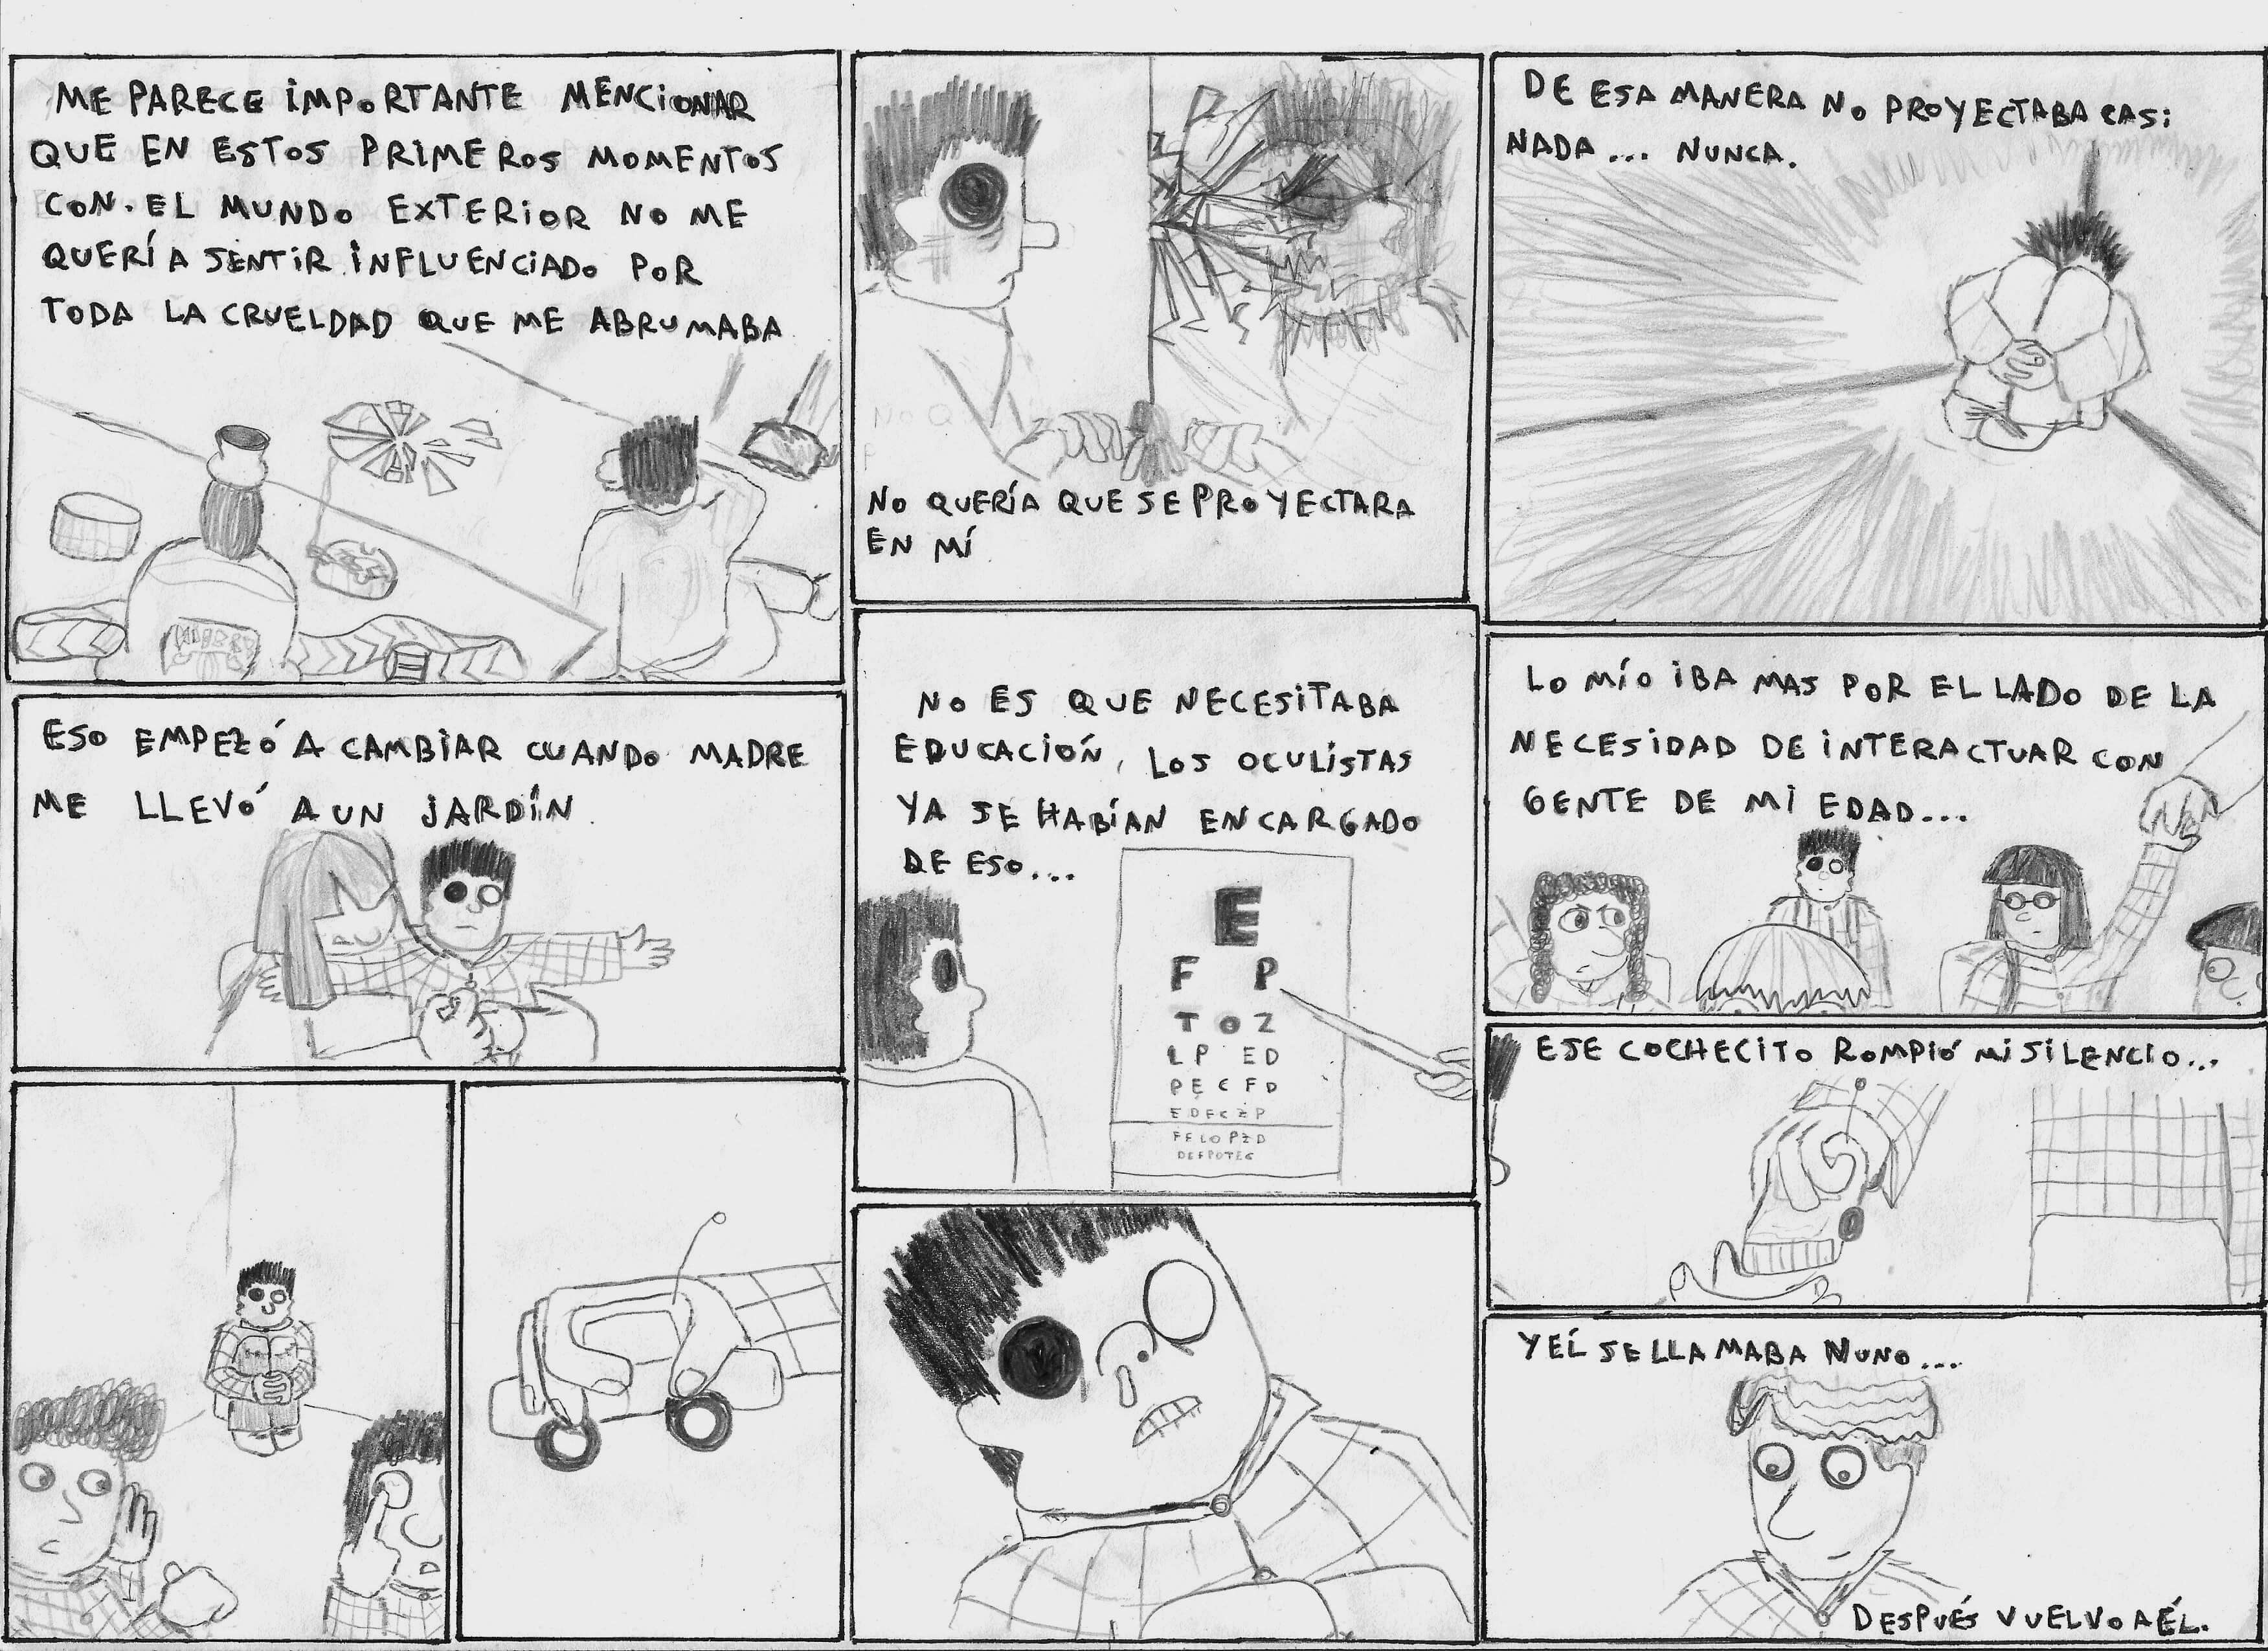 ME PARECE IMPORTANTE MENCIONAR
QUE EN ESTOS PRIMEROS MOMENTOS
CON. EL MUNDO EXTERIOR NO ME
QUERÍA SENTIR INFLUENCIADO POR
TODA LA CRUELDAD QUE ME ABRUMABA
NO QUERÍA QUE SE PROYECTARA
EN MÍ
DE ESA MANERA NO PROYECTABA CASI
NADA... NUNCA.
ESO EMPEZÓ A CAMBIAR CUANDO MADRE
ME LLEVÓ A UN JARDÍN.
NO ES QUE NECESITABA
EDUCACIÓN, LOS OCULISTAS
YA SE HABÍAN ENCARGADO
DE ESO...
E
F P
T O Z
L P E D
P E C F D
E D F C Z P
F E L O P Z D
D E F P O T E C
LO MÍO IBA MAS POR EL LADO DE LA
NECESIDAD DE INTERACTUAR CON
GENTE DE MI EDAD...
ESE COCHECITO ROMPIÓ MI SILENCIO...
Y ÉL SE LLAMABA NUNO...
DESPUÉS VUELVO A ÉL.